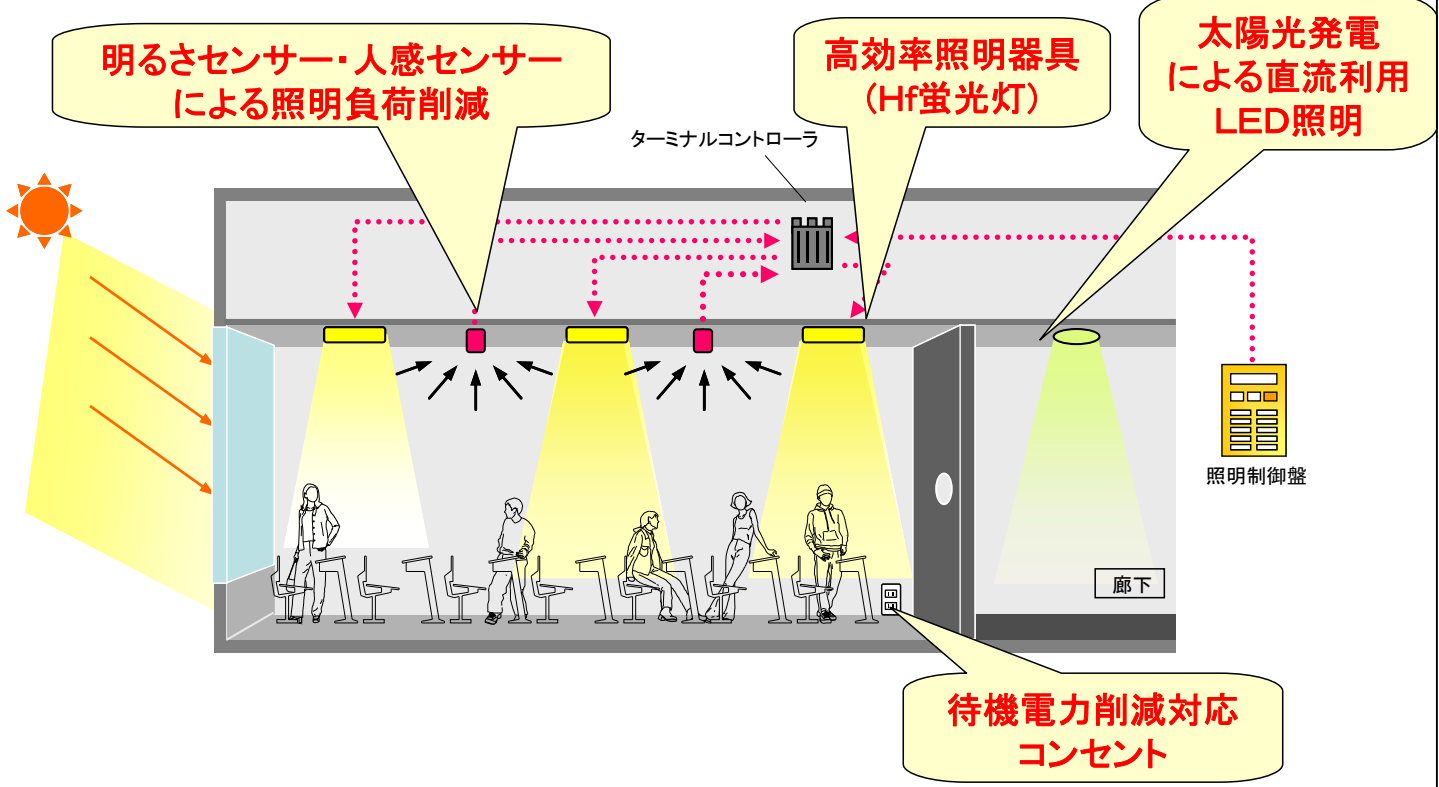 明るさセンサー・人感センサー
による照明負荷削減
高効率照明器具
(Hf蛍光灯)
太陽光発電
による直流利用
LED照明
ターミナルコントローラ
照明制御盤
廊下
待機電力削減対応
コンセント